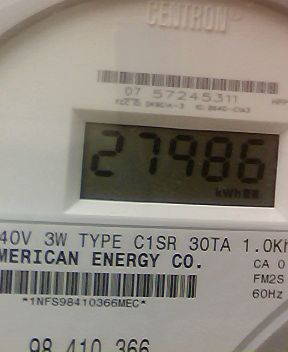 CENTRON®
07 57245311
27986
kWh
40V 3W TYPE C1SR 30TA 1.0Kh
MERICAN ENERGY CO.
CA 0
FM2S
60Hz
*1NFS98410366MEC*
98 410 366